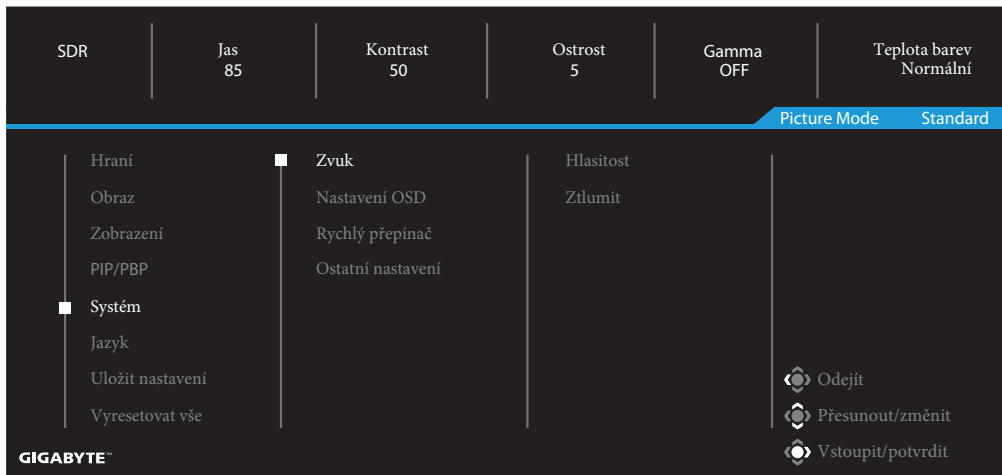 SDR
Jas
85
Kontrast
50
Ostrost
5
Gamma
OFF
Teplota barev
Normální
Picture Mode Standard
Hraní
Obraz
Zobrazení
PIP/PBP
Systém
Jazyk
Uložit nastavení
Vyresetovat vše
Zvuk
Nastavení OSD
Rychlý přepínač
Ostatní nastavení
Hlasitost
Ztlumit
Odejít
Přesunout/změnit
Vstoupit/potvrdit
GIGABYTE™